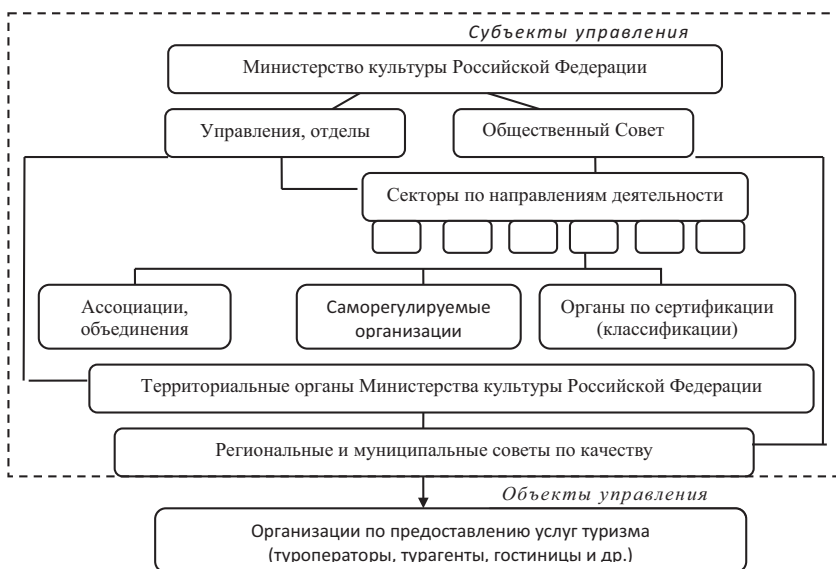 Субъекты управления
Министерство культуры Российской Федерации
Управления, отделы
Общественный Совет
Секторы по направлениям деятельности
Ассоциации,
объединения
Саморегулируемые
организации
Органы по сертификации
(классификации)
Территориальные органы Министерства культуры Российской Федерации
Региональные и муниципальные советы по качеству
Объекты управления
Организации по предоставлению услуг туризма
(туроператоры, турагенты, гостиницы и др.)